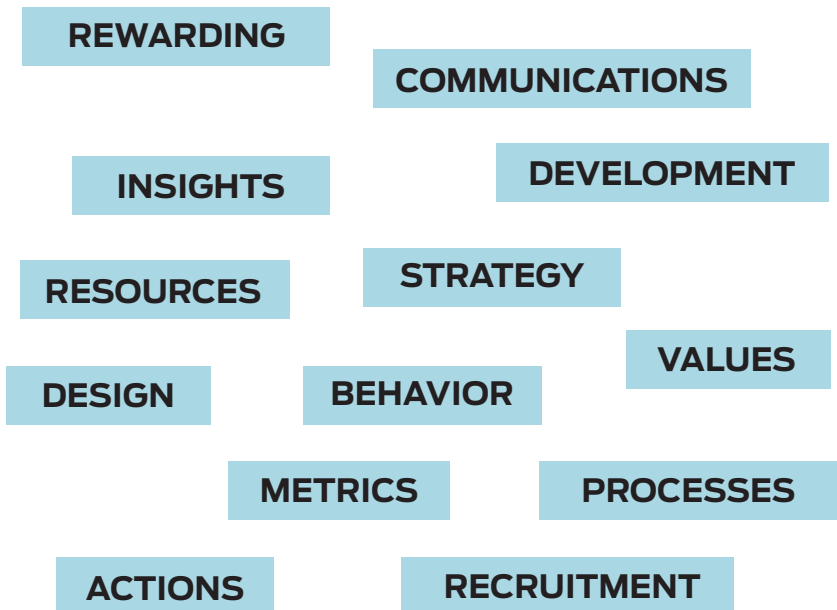 REWARDING
COMMUNICATIONS
INSIGHTS
DEVELOPMENT
RESOURCES
STRATEGY
VALUES
DESIGN
BEHAVIOR
METRICS
PROCESSES
ACTIONS
RECRUITMENT